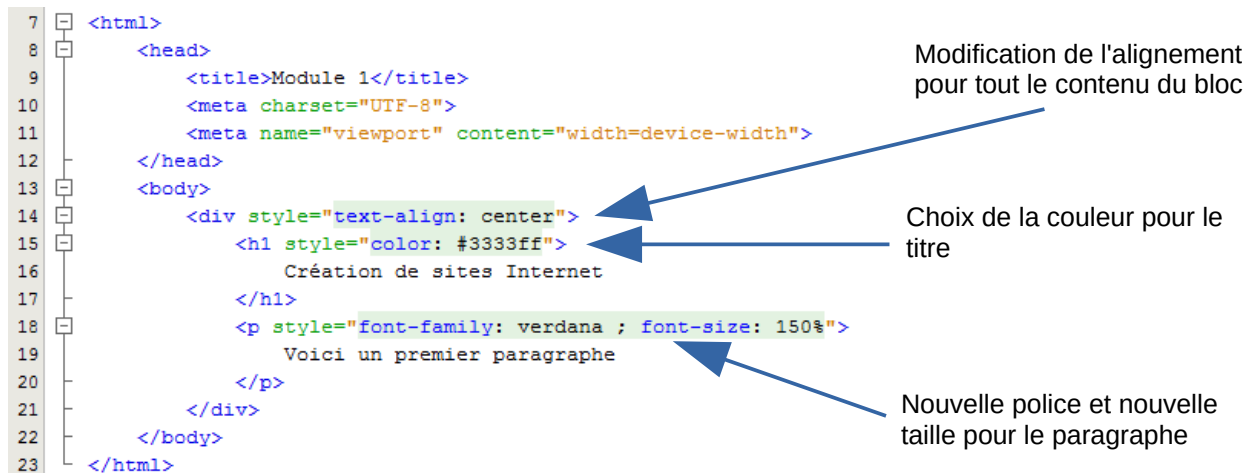 7 <html>
8 <head>
9 <title>Module 1</title>
10 <meta charset="UTF-8">
11 <meta name="viewport" content="width=device-width">
12 </head>
13 <body>
14 <div style="text-align: center">
15 <h1 style="color: #3333ff">
16 Création de sites Internet
17 </h1>
18 <p style="font-family: verdana ; font-size: 150%">
19 Voici un premier paragraphe
20 </p>
21 </div>
22 </body>
23 </html>
Modification de l'alignement
pour tout le contenu du bloc
Choix de la couleur pour le
titre
Nouvelle police et nouvelle
taille pour le paragraphe